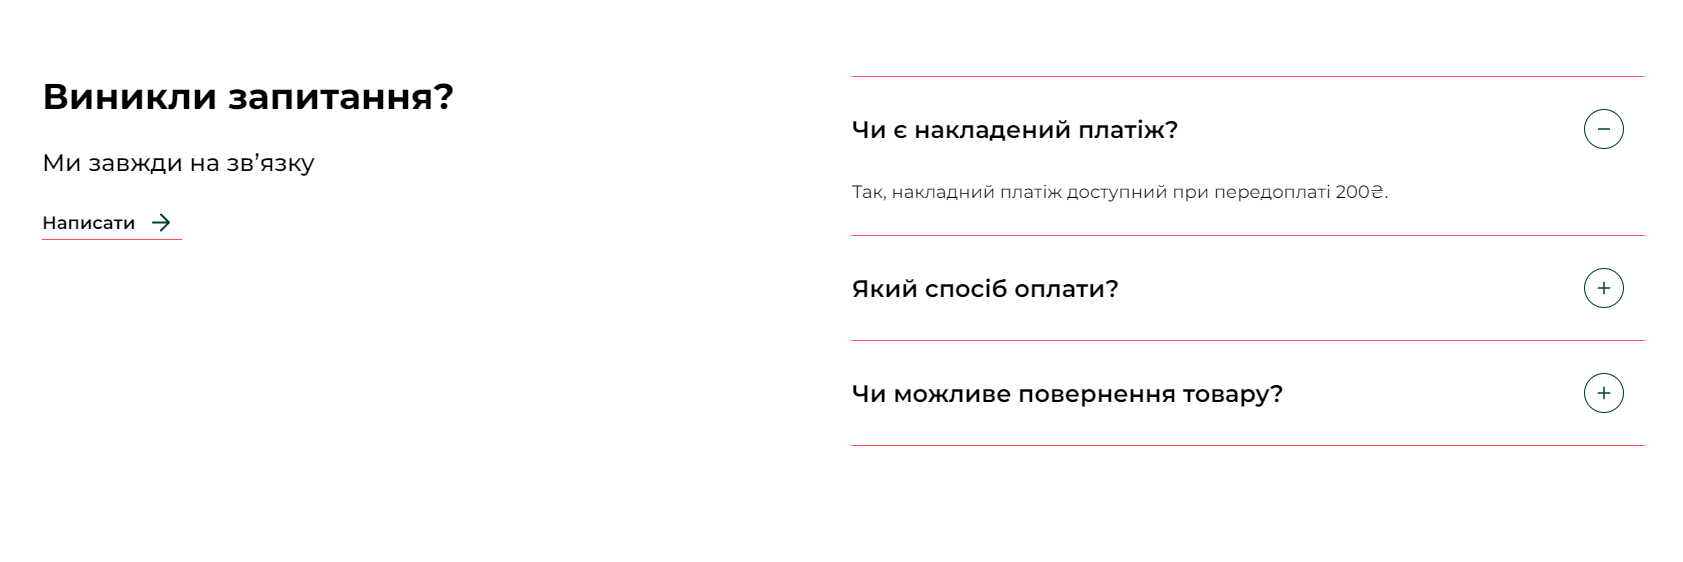 Виникли запитання?
Ми завжди на зв’язку
Написати
Чи є накладений платіж?
Так, накладний платіж доступний при передоплаті 200₴.
Який спосіб оплати?
Чи можливе повернення товару?